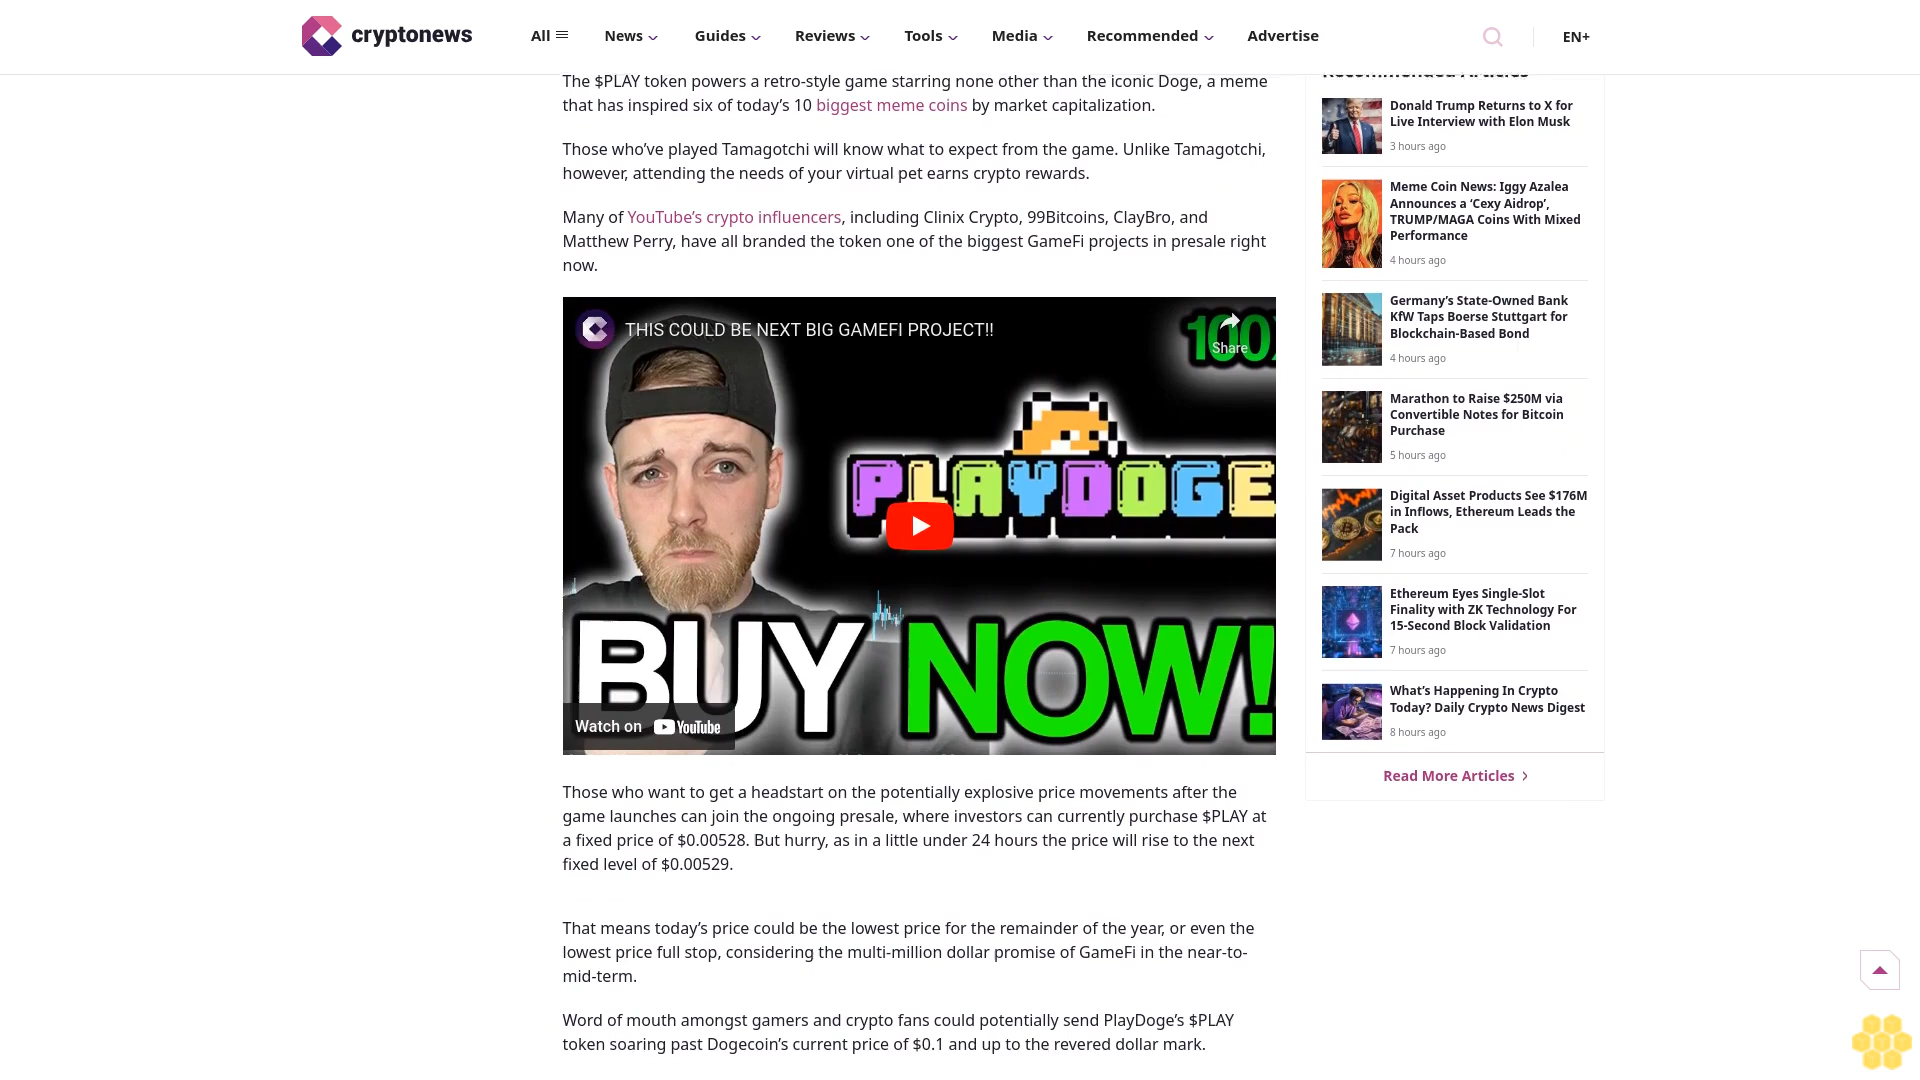 cryptonews
All
News
Guides
Reviews
Tools
Media
Recommended
Advertise
EN+
The $PLAY token powers a retro-style game starring none other than the iconic Doge, a meme
that has inspired six of today’s 10 biggest meme coins by market capitalization.
Those who’ve played Tamagotchi will know what to expect from the game. Unlike Tamagotchi,
however, attending the needs of your virtual pet earns crypto rewards.
Many of YouTube’s crypto influencers, including Clinix Crypto, 99Bitcoins, ClayBro, and
Matthew Perry, have all branded the token one of the biggest GameFi projects in presale right
now.
THIS COULD BE NEXT BIG GAMEFI PROJECT!!
100X
Share
PLAYDOGE
BUY NOW!
Watch on YouTube
Those who want to get a headstart on the potentially explosive price movements after the
game launches can join the ongoing presale, where investors can currently purchase $PLAY at
a fixed price of $0.00528. But hurry, as in a little under 24 hours the price will rise to the next
fixed level of $0.00529.
That means today’s price could be the lowest price for the remainder of the year, or even the
lowest price full stop, considering the multi-million dollar promise of GameFi in the near-to-
mid-term.
Word of mouth amongst gamers and crypto fans could potentially send PlayDoge’s $PLAY
token soaring past Dogecoin’s current price of $0.1 and up to the revered dollar mark.
Recommended Articles
Donald Trump Returns to X for
Live Interview with Elon Musk
3 hours ago
Meme Coin News: Iggy Azalea
Announces a ‘Cexy Aidrop’,
TRUMP/MAGA Coins With Mixed
Performance
4 hours ago
Germany’s State-Owned Bank
KfW Taps Boerse Stuttgart for
Blockchain-Based Bond
4 hours ago
Marathon to Raise $250M via
Convertible Notes for Bitcoin
Purchase
5 hours ago
Digital Asset Products See $176M
in Inflows, Ethereum Leads the
Pack
7 hours ago
Ethereum Eyes Single-Slot
Finality with ZK Technology For
15-Second Block Validation
7 hours ago
What’s Happening In Crypto
Today? Daily Crypto News Digest
8 hours ago
Read More Articles